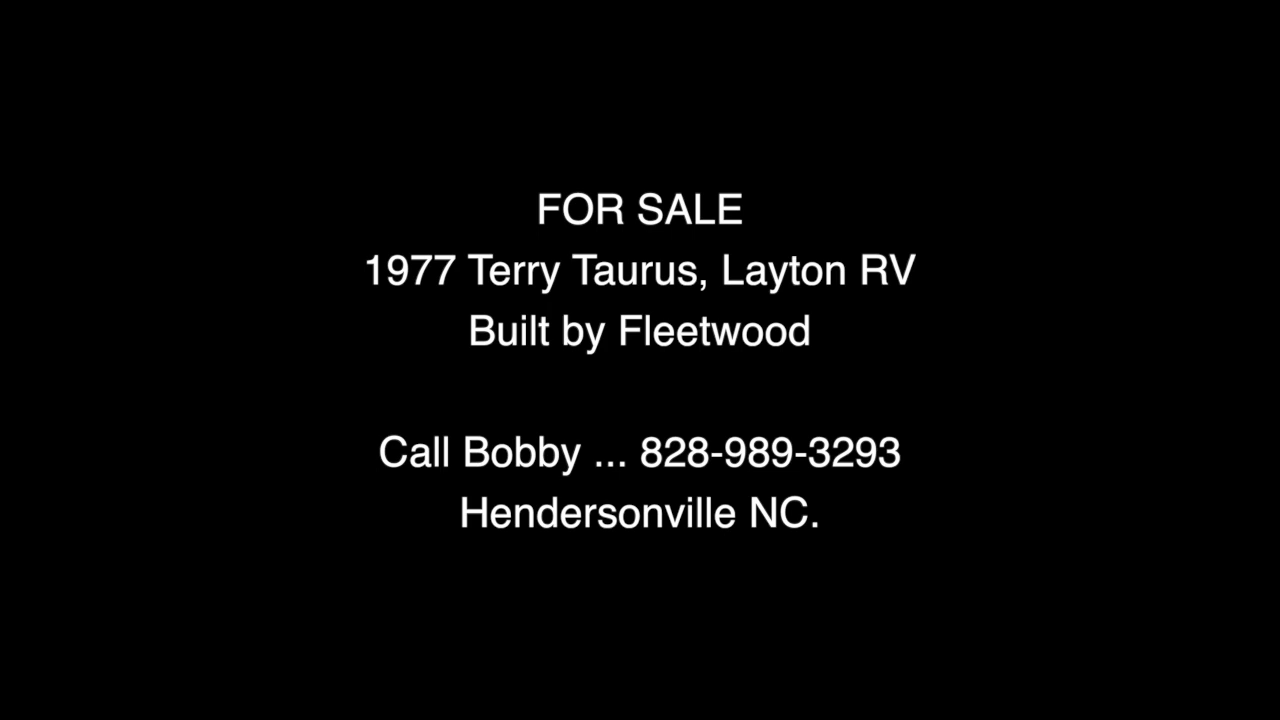 FOR SALE
1977 Terry Taurus, Layton RV
Built by Fleetwood
Call Bobby ... 828-989-3293
Hendersonville NC.